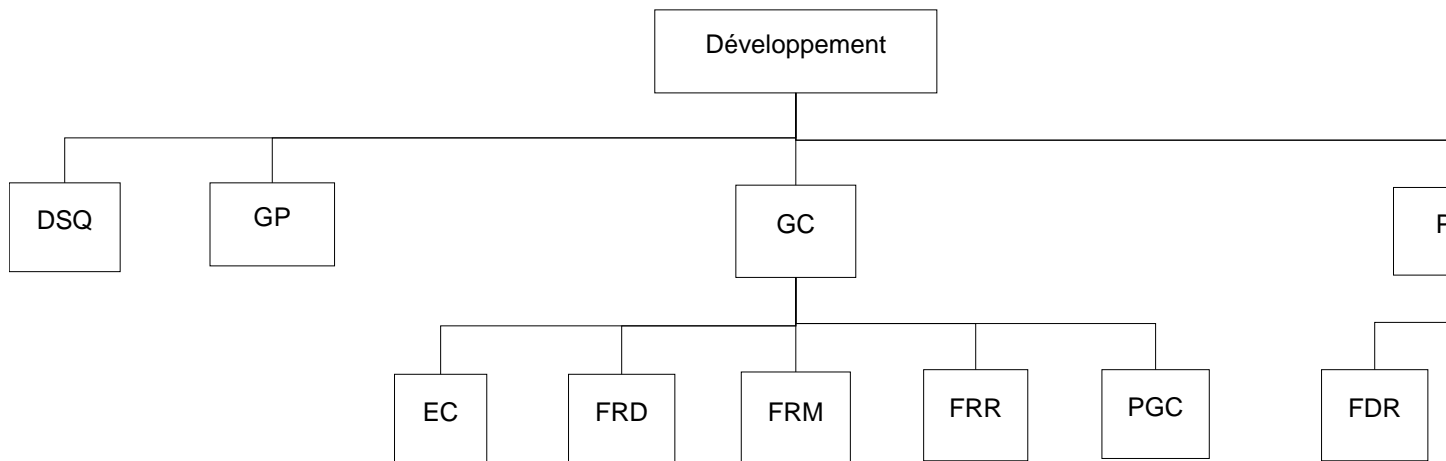 Développement
DSQ
GP
GC
EC
FRD
FRM
FRR
PGC
FDR